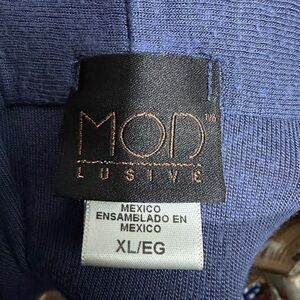 MOD
TM
LUSIVE
MEXICO
ENSAMBLADO EN
MEXICO
XL/EG